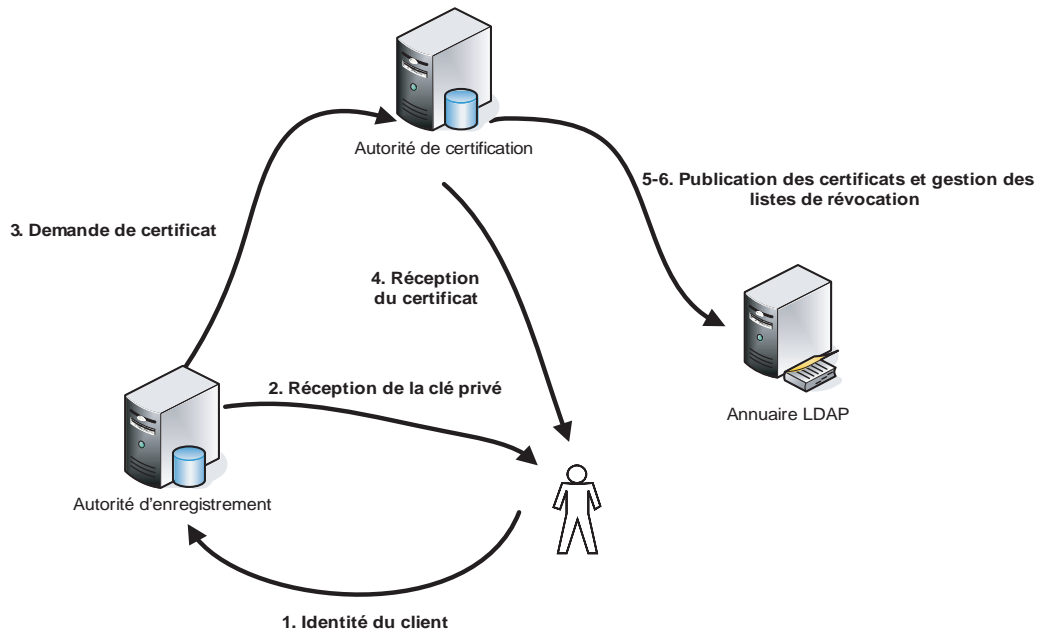 Autorité de certification
5-6. Publication des certificats et gestion des
listes de révocation
3. Demande de certificat
4. Réception
du certificat
2. Réception de la clé privé
Annuaire LDAP
Autorité d'enregistrement
1. Identité du client